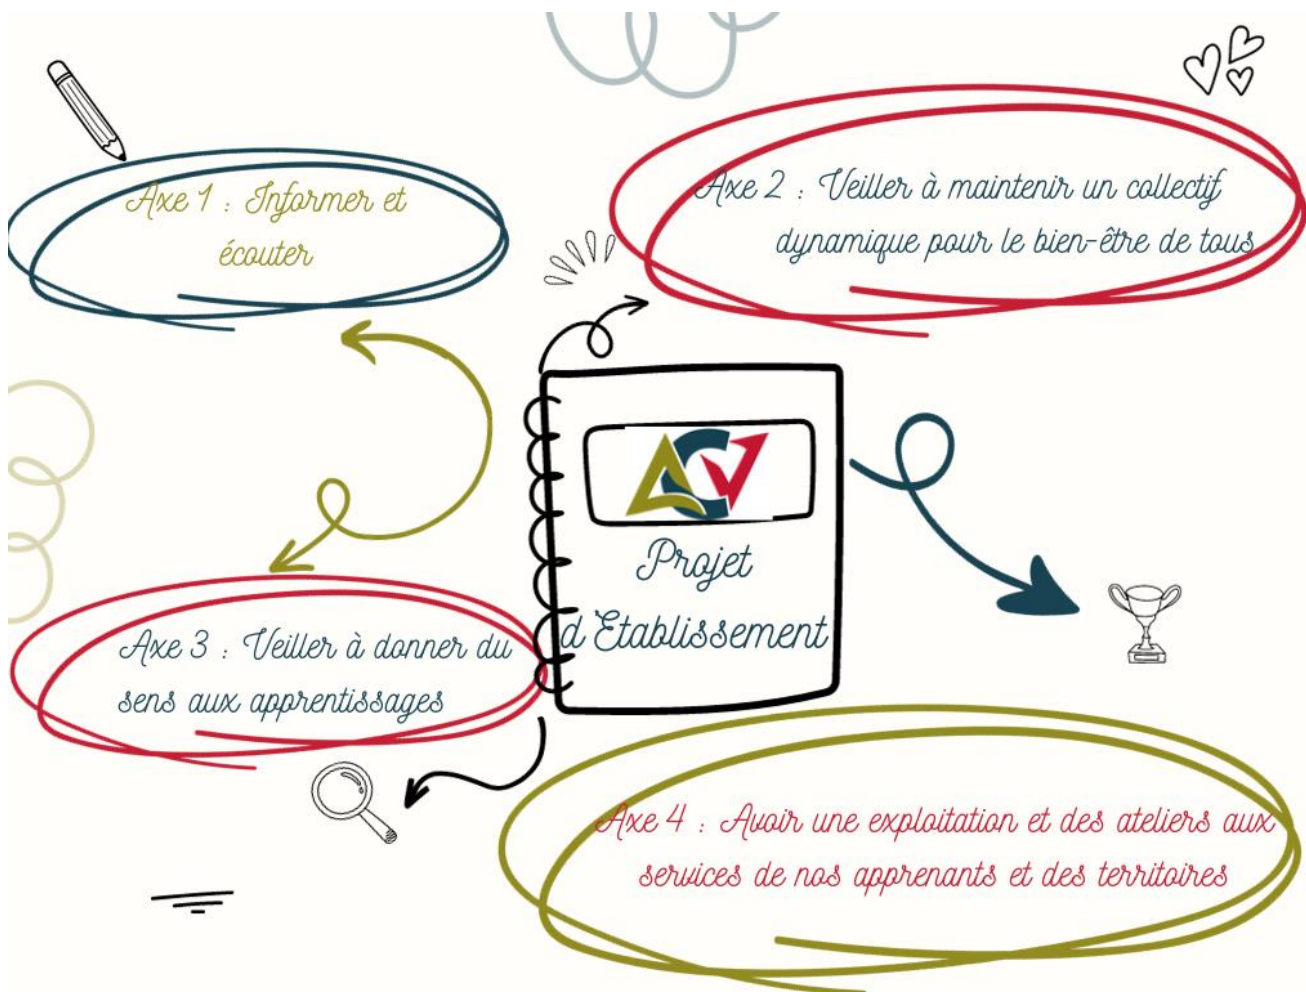 Axe 1 : Informer et
écouter
Axe 2 : Veiller à maintenir un collectif
dynamique pour le bien-être de tous
ACV
Projet
d'Etablissement
Axe 3 : Veiller à donner du
sens aux apprentissages
Axe 4 : Avoir une exploitation et des ateliers aux
services de nos apprenants et des territoires